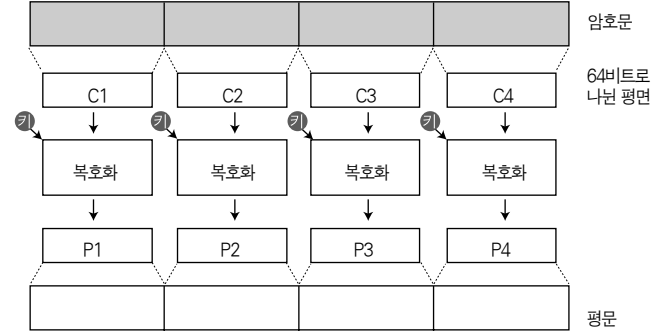 암호문
C1 C2 C3 C4
64비트로
나뉜 평면
키 키 키 키
복호화 복호화 복호화 복호화
P1 P2 P3 P4
평문